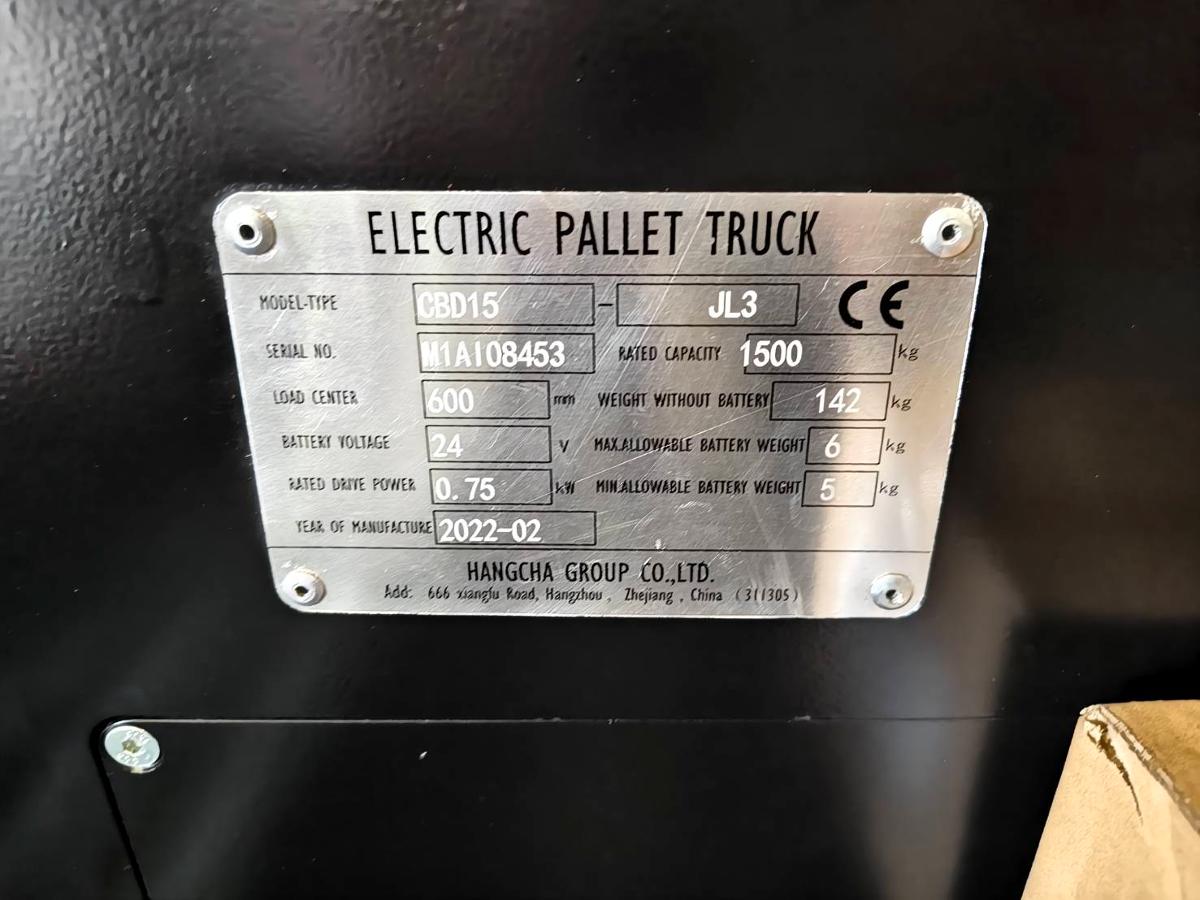 ELECTRIC PALLET TRUCK
MODEL-TYPE CBD15 - JL3 CE
SERIAL NO. M1AI08453 RATED CAPACITY 1500 kg
LOAD CENTER 600 mm WEIGHT WITHOUT BATTERY 142 kg
BATTERY VOLTAGE 24 V MAX.ALLOWABLE BATTERY WEIGHT 6 kg
RATED DRIVE POWER 0.75 kW MIN.ALLOWABLE BATTERY WEIGHT 5 kg
YEAR OF MANUFACTURE 2022-02
HANGCHA GROUP CO.,LTD.
Add: 666 xiangfu Road, Hangzhou, Zhejiang, China (311305)